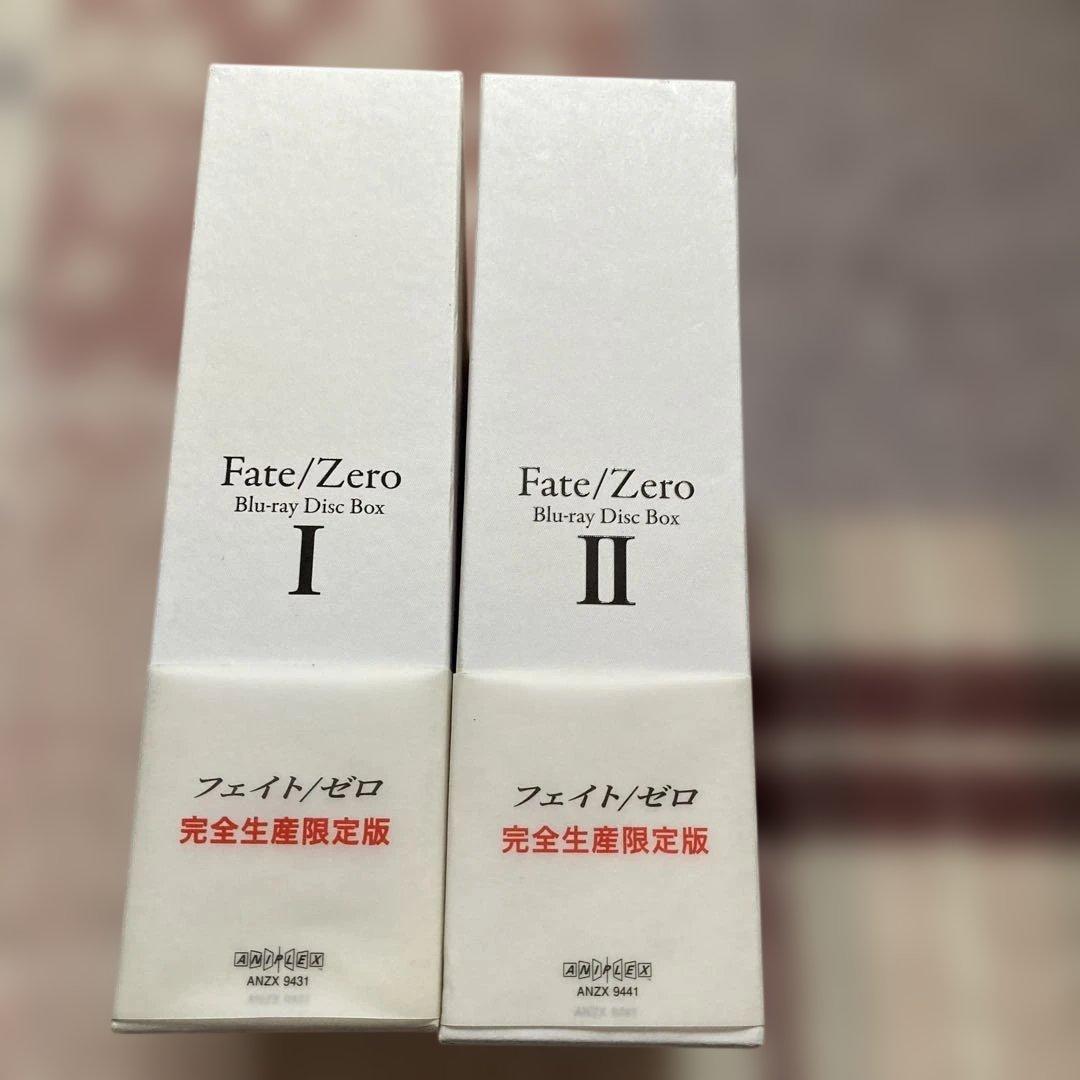 Fate/Zero
Blu-ray Disc Box
I
フェイト/ゼロ
完全生産限定版
ANIPLEX
ANZX 9431
Fate/Zero
Blu-ray Disc Box
II
フェイト/ゼロ
完全生産限定版
ANIPLEX
ANZX 9441